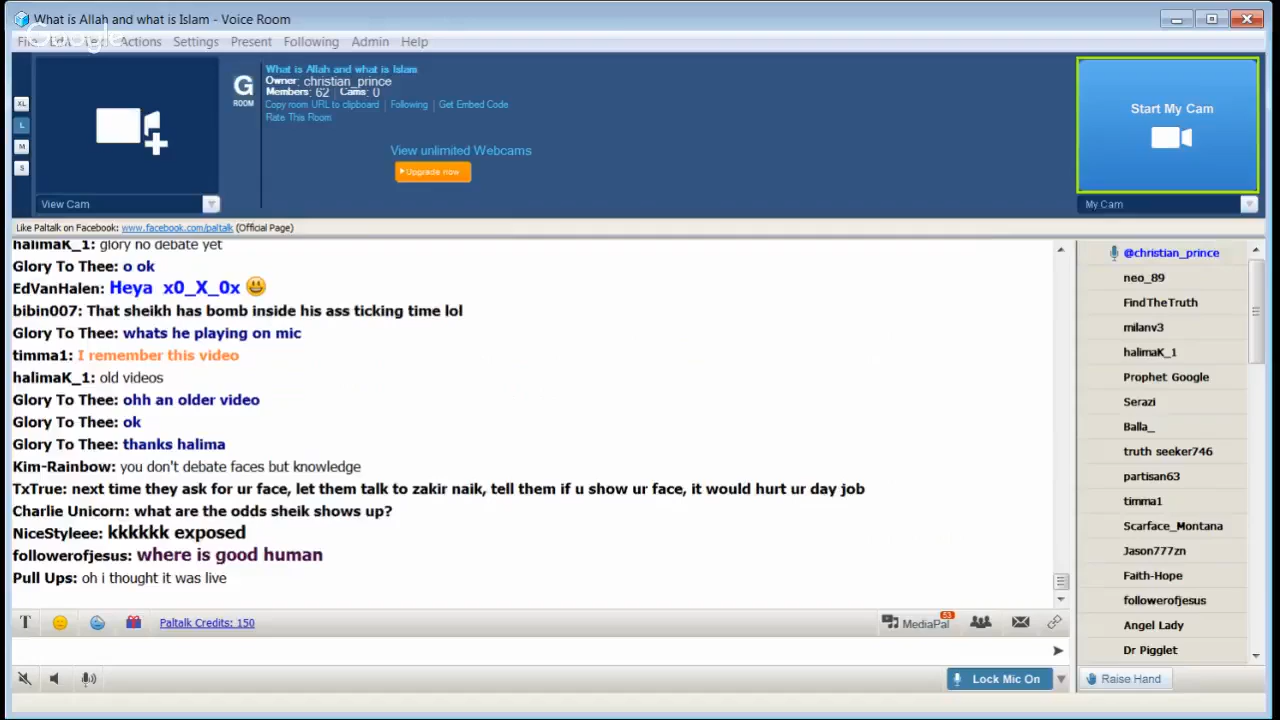 What is Allah and what is Islam - Voice Room
Google
Actions Settings Present Following Admin Help
G
ROOM
What is Allah and what is Islam
Owner: christian_prince
Members: 62 | Cams: 0
Copy room URL to clipboard | Following | Get Embed Code
Rate This Room
View unlimited Webcams
Upgrade now
Start My Cam
XL
L
M
S
View Cam
My Cam
Like Paltalk on Facebook: www.facebook.com/paltalk (Official Page)
halimaK_1: glory no debate yet
Glory To Thee: o ok
EdVanHalen: Heya x0_X_0x
bibin007: That sheikh has bomb inside his ass ticking time lol
Glory To Thee: whats he playing on mic
timma1: I remember this video
halimaK_1: old videos
Glory To Thee: ohh an older video
Glory To Thee: ok
Glory To Thee: thanks halima
Kim-Rainbow: you don't debate faces but knowledge
TxTrue: next time they ask for ur face, let them talk to zakir naik, tell them if u show ur face, it would hurt ur day job
Charlie Unicorn: what are the odds sheik shows up?
NiceStyleee: kkkkkk exposed
followerofjesus: where is good human
Pull Ups: oh i thought it was live
@christian_prince
neo_89
FindTheTruth
milanv3
halimaK_1
Prophet Google
Serazi
Balla_
truth seeker746
partisan63
timma1
Scarface_Montana
Jason777zn
Faith-Hope
followerofjesus
Angel Lady
Dr Pigglet
T
Paltalk Credits: 150
MediaPal
53
Lock Mic On
Raise Hand